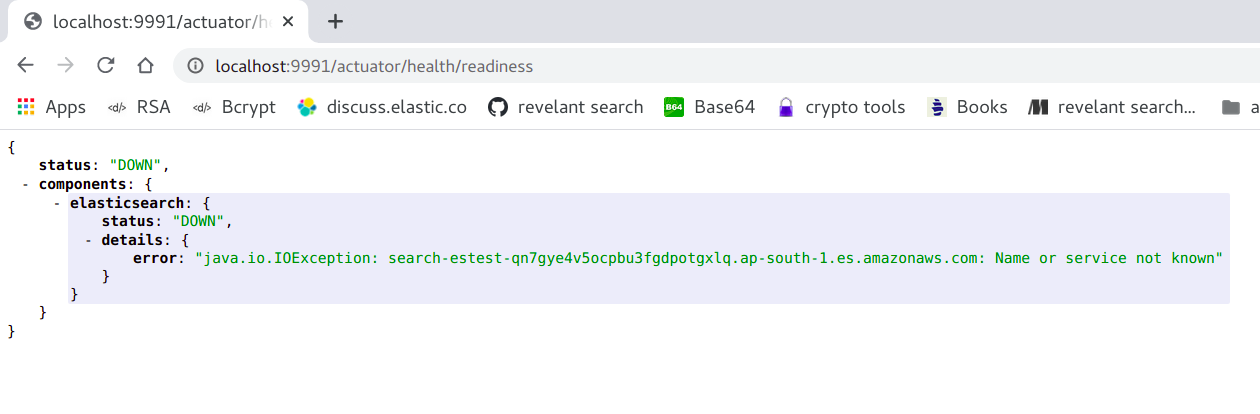 localhost:9991/actuator/he
localhost:9991/actuator/health/readiness
Apps RSA Bcrypt discuss.elastic.co revelant search B64 Base64 crypto tools Books revelant search... a
{
status: "DOWN",
- components: {
- elasticsearch: {
status: "DOWN",
- details: {
error: "java.io.IOException: search-estest-qn7gye4v5ocpbu3fgdpotgxlq.ap-south-1.es.amazonaws.com: Name or service not known"
}
}
}
}